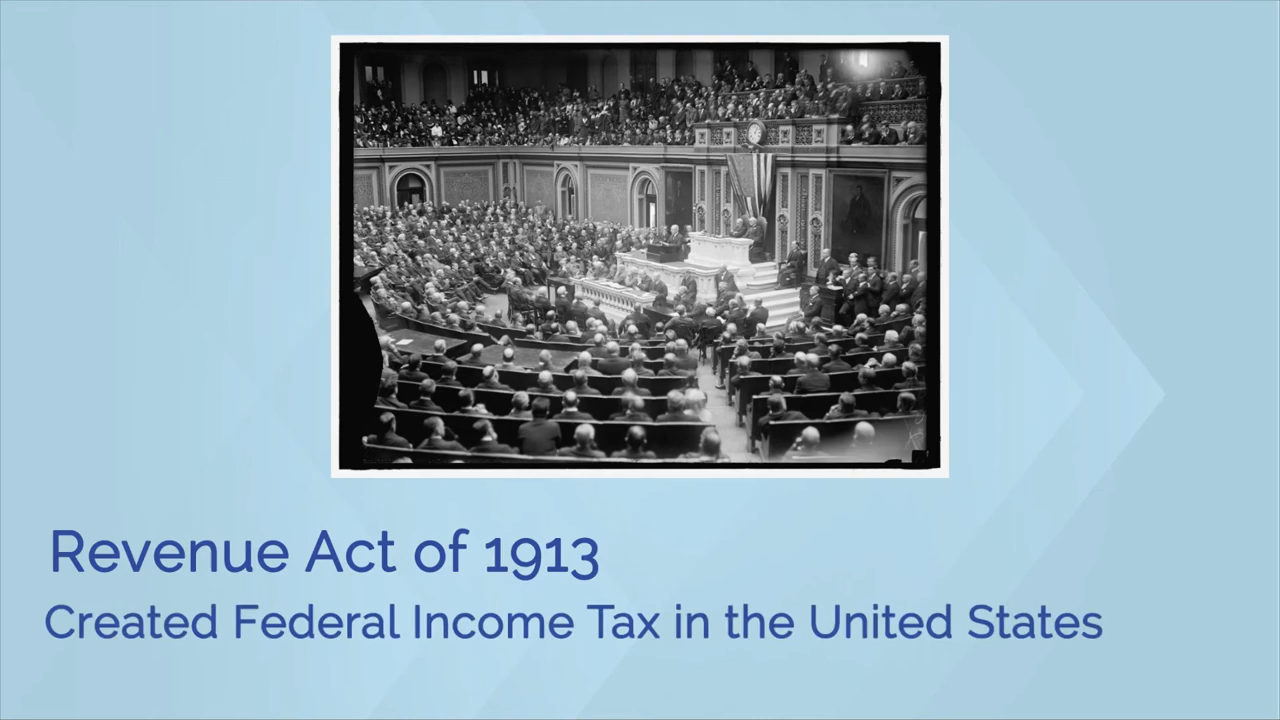 Revenue Act of 1913
Created Federal Income Tax in the United States